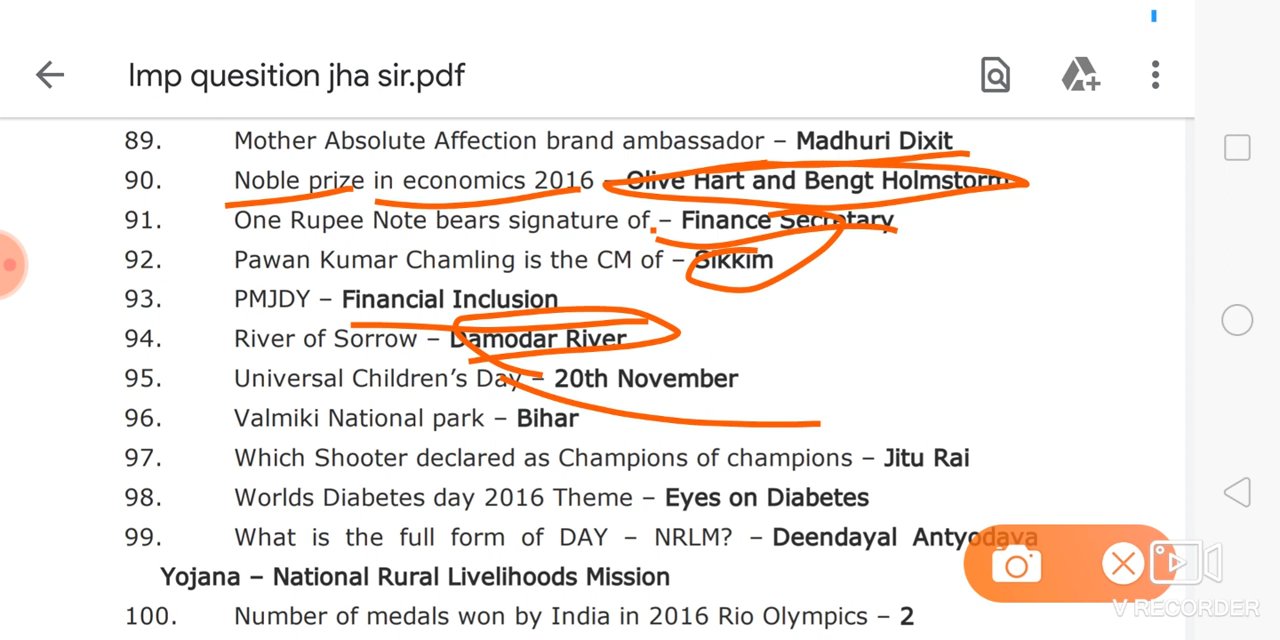 Imp quesition jha sir.pdf
89. Mother Absolute Affection brand ambassador – Madhuri Dixit
90. Noble prize in economics 2016 – Olive Hart and Bengt Holmstorm
91. One Rupee Note bears signature of – Finance Secretary
92. Pawan Kumar Chamling is the CM of – Sikkim
93. PMJDY – Financial Inclusion
94. River of Sorrow – Damodar River
95. Universal Children's Day – 20th November
96. Valmiki National park – Bihar
97. Which Shooter declared as Champions of champions – Jitu Rai
98. Worlds Diabetes day 2016 Theme – Eyes on Diabetes
99. What is the full form of DAY – NRLM? – Deendayal Antyodaya
Yojana – National Rural Livelihoods Mission
100. Number of medals won by India in 2016 Rio Olympics – 2
V RECORDER